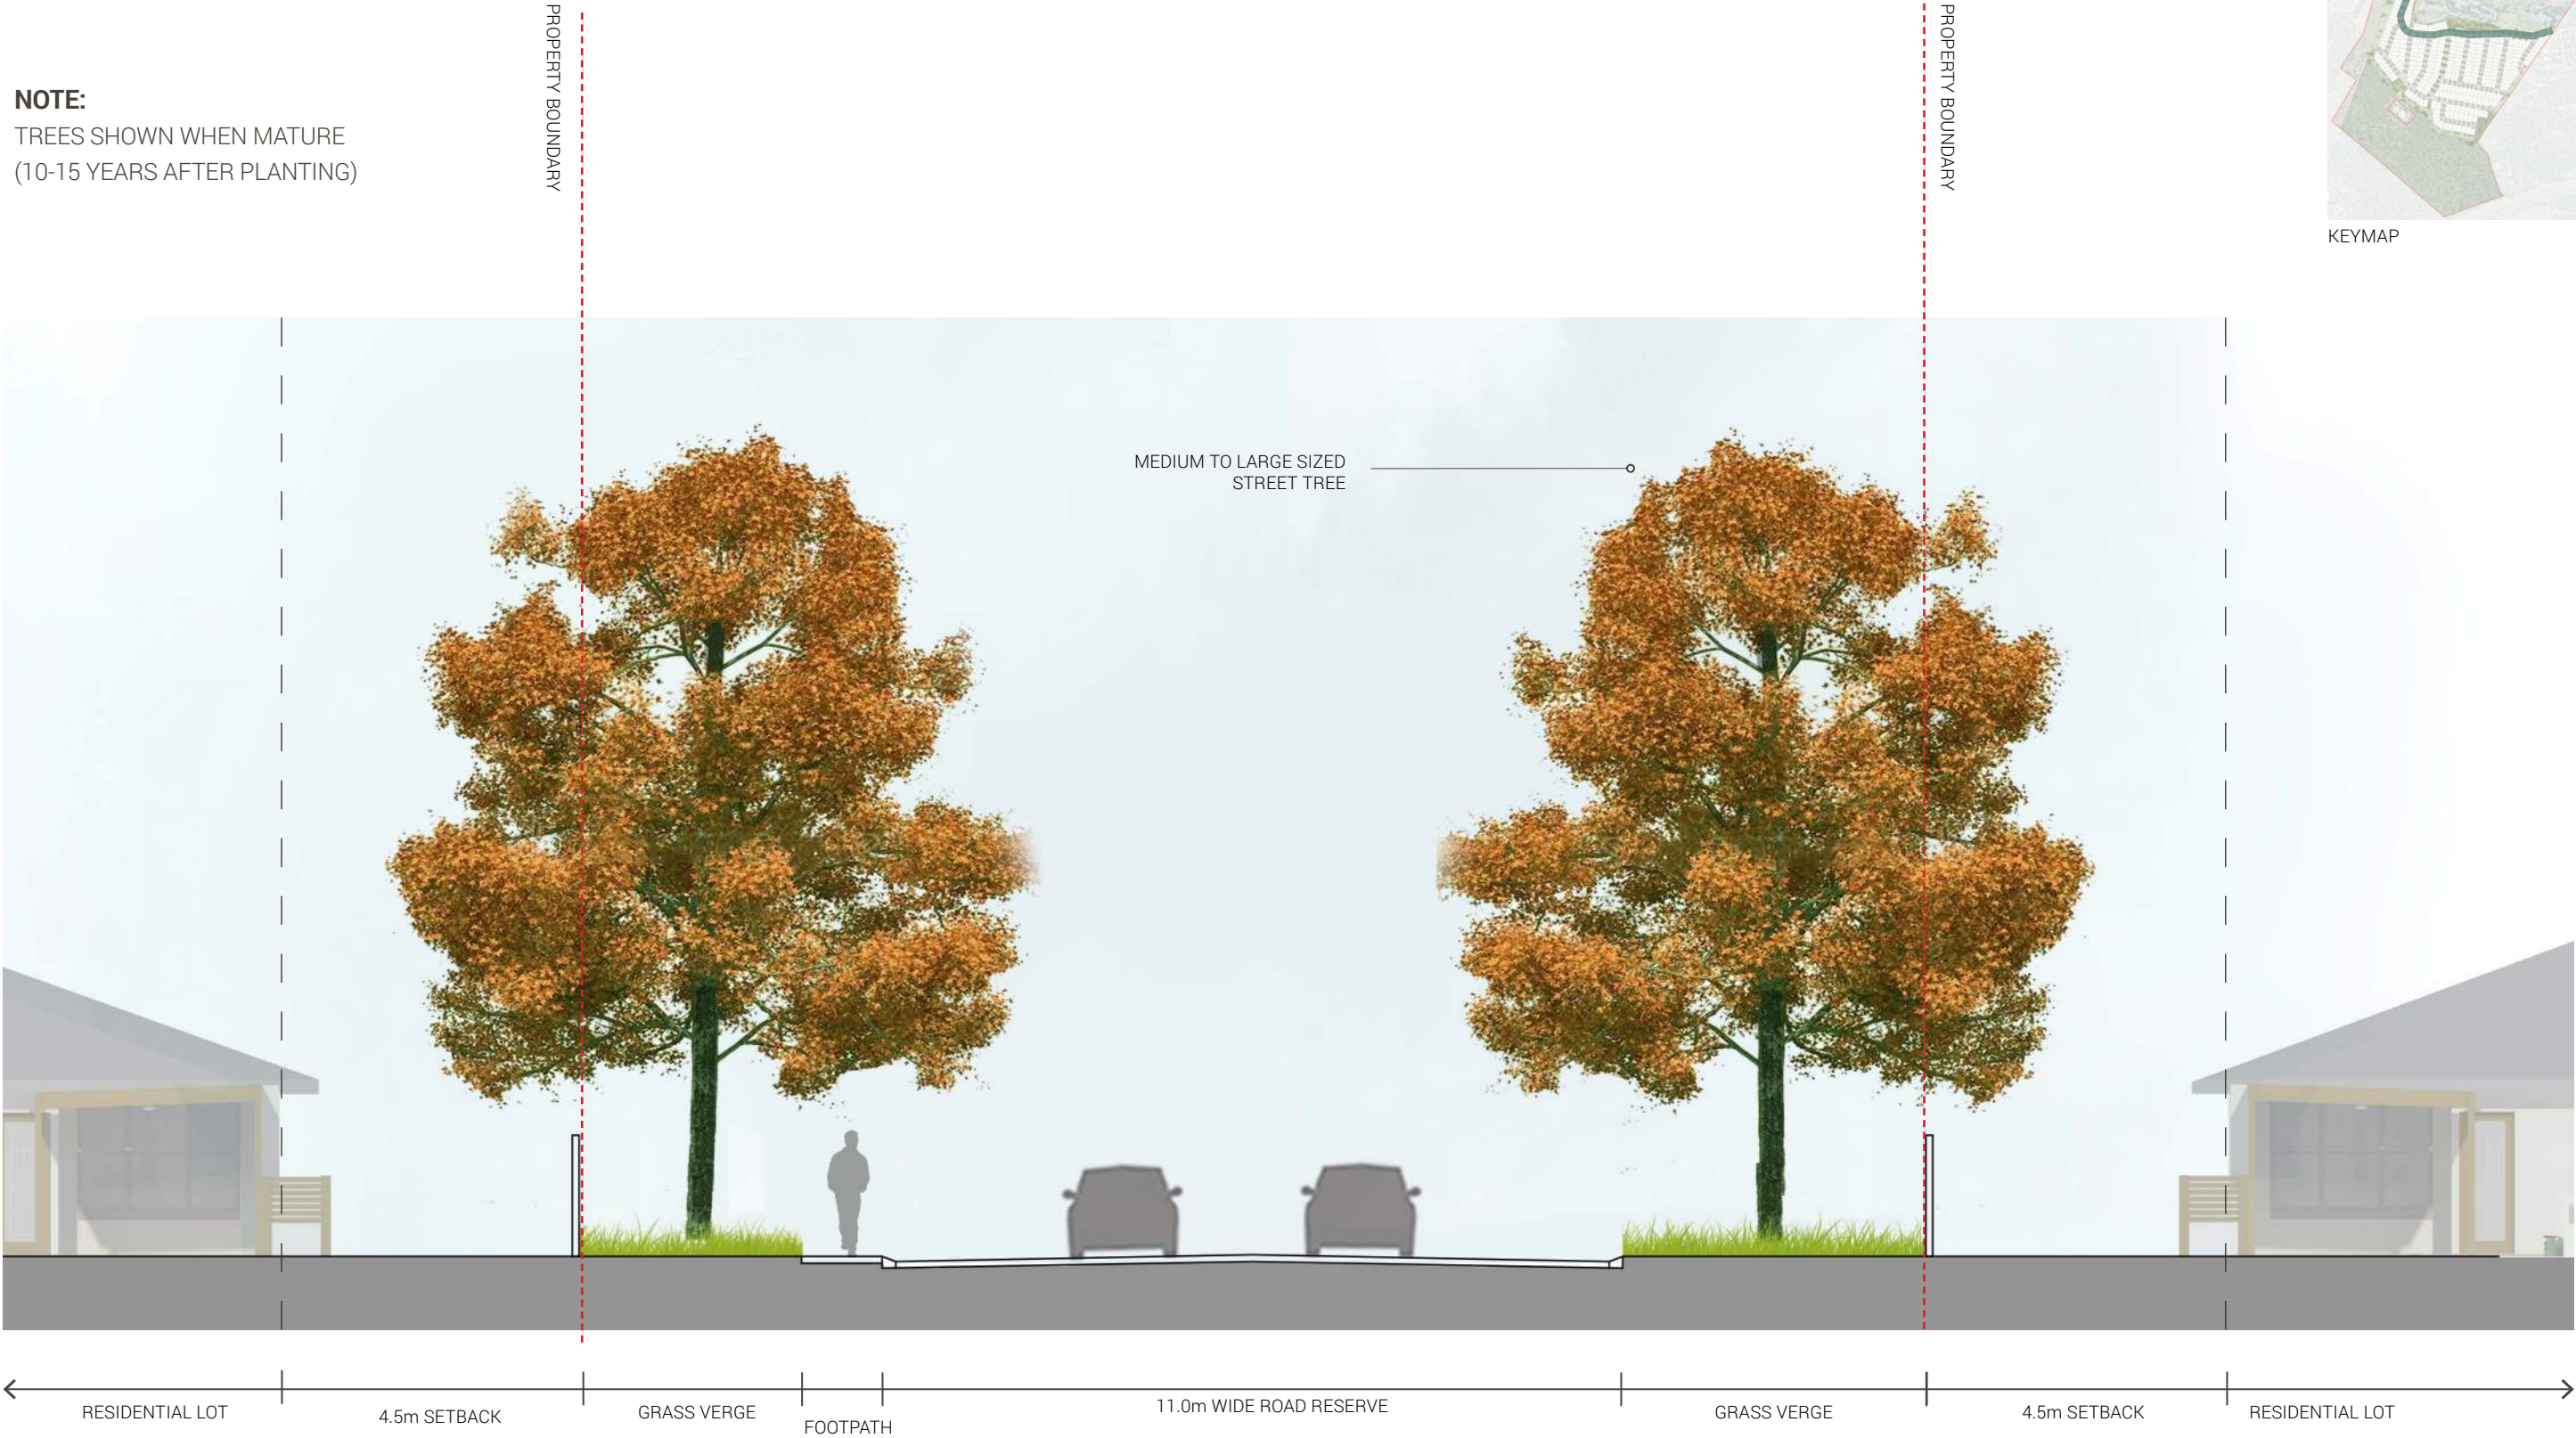 PROPERTY BOUNDARY
PROPERTY BOUNDARY
NOTE:
TREES SHOWN WHEN MATURE
(10-15 YEARS AFTER PLANTING)
KEYMAP
MEDIUM TO LARGE SIZED
STREET TREE
RESIDENTIAL LOT
4.5m SETBACK
GRASS VERGE
FOOTPATH
11.0m WIDE ROAD RESERVE
GRASS VERGE
4.5m SETBACK
RESIDENTIAL LOT